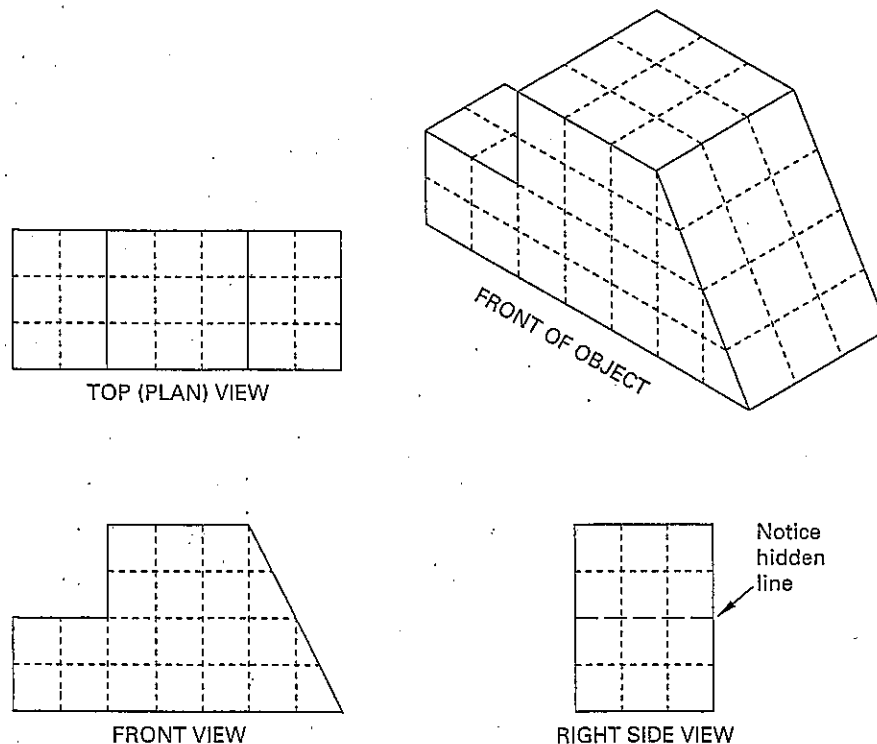 FRONT OF OBJECT
TOP (PLAN) VIEW
Notice
hidden
line
FRONT VIEW
RIGHT SIDE VIEW